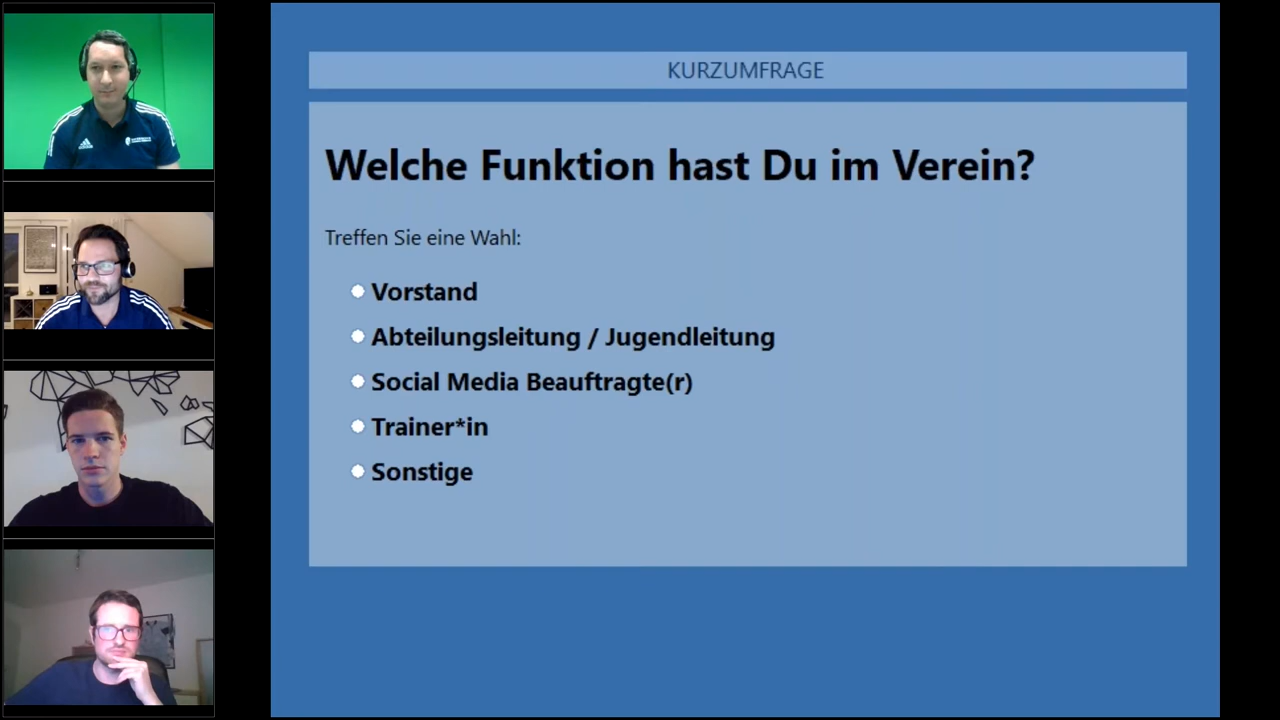 KURZUMFRAGE
Welche Funktion hast Du im Verein?
Treffen Sie eine Wahl:
Vorstand
Abteilungsleitung / Jugendleitung
Social Media Beauftragte(r)
Trainer*in
Sonstige